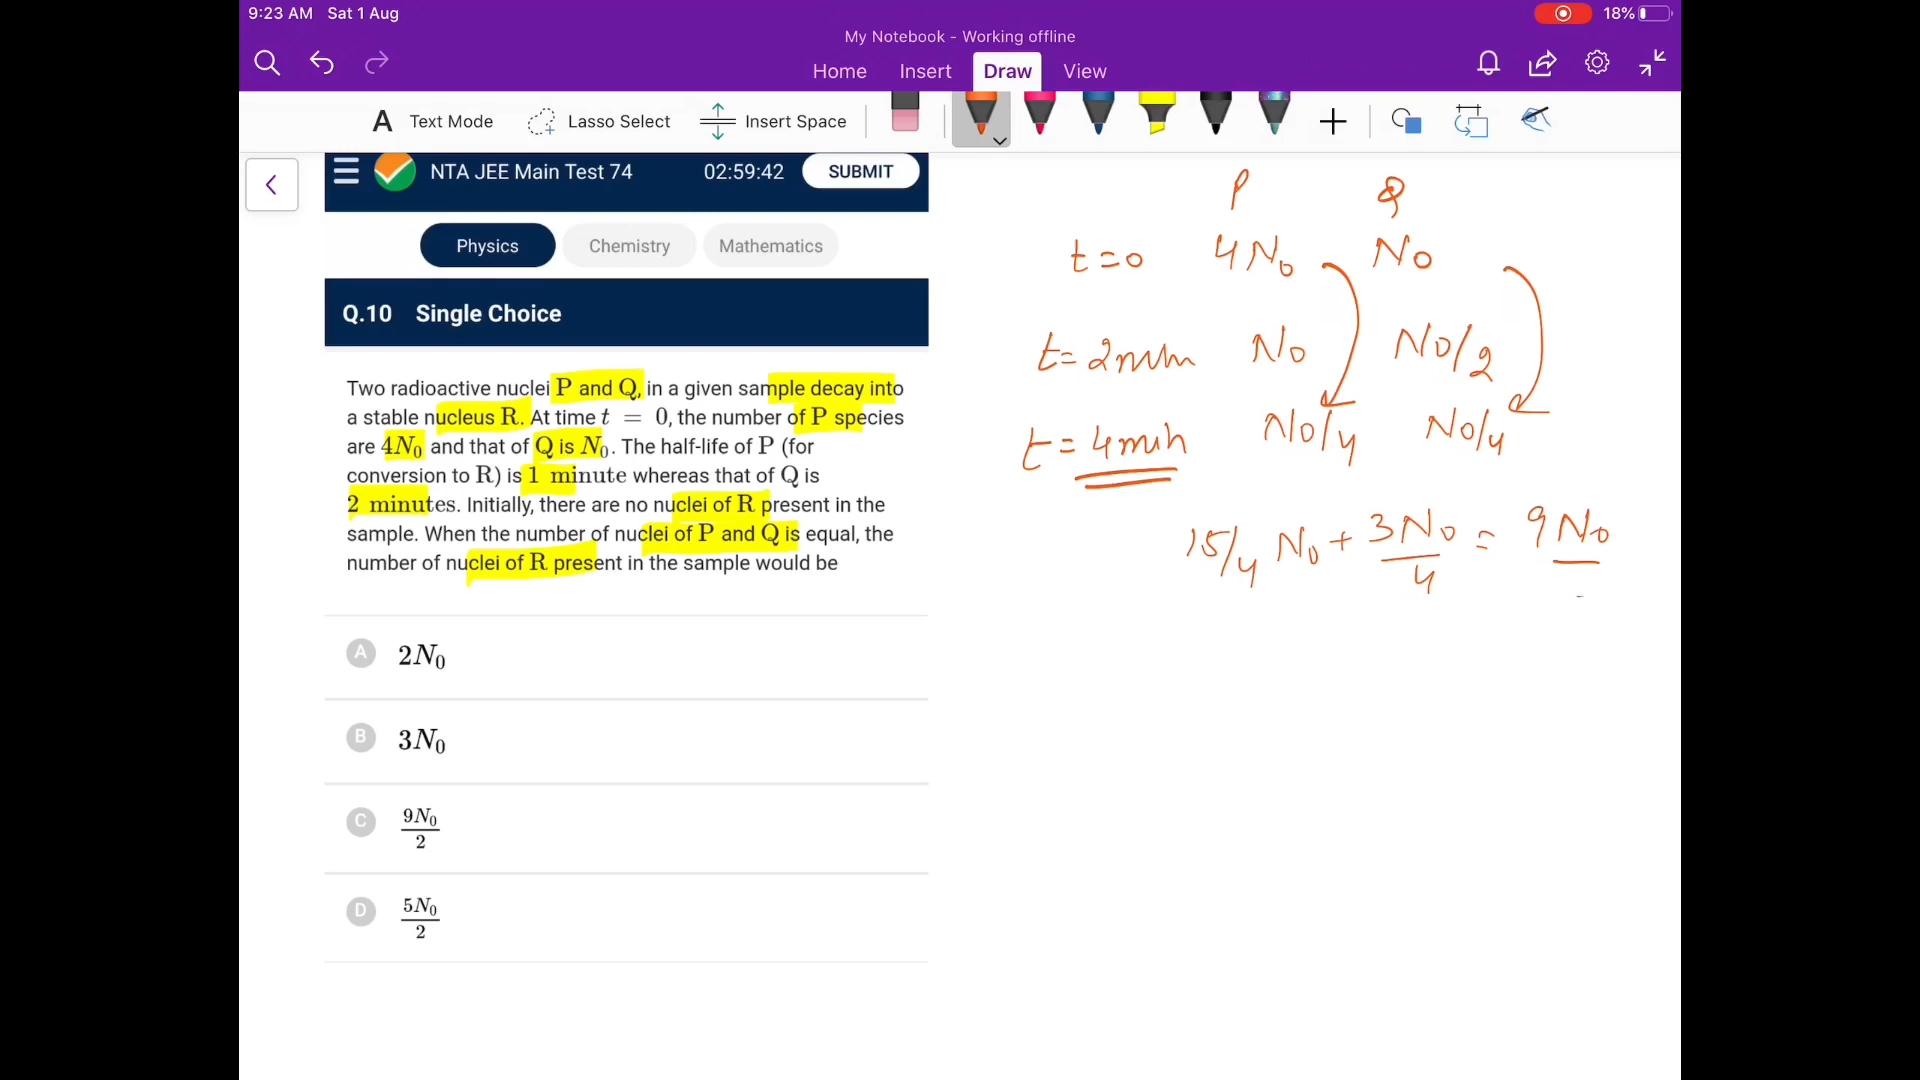 9:23 AM Sat 1 Aug
18%
My Notebook - Working offline
Home Insert Draw View
A Text Mode Lasso Select Insert Space
NTA JEE Main Test 74 02:59:42 SUBMIT
Physics Chemistry Mathematics
Q.10 Single Choice
Two radioactive nuclei P and Q, in a given sample decay into
a stable nucleus R. At time t = 0, the number of P species
are 4N₀ and that of Q is N₀. The half-life of P (for
conversion to R) is 1 minute whereas that of Q is
2 minutes. Initially, there are no nuclei of R present in the
sample. When the number of nuclei of P and Q is equal, the
number of nuclei of R present in the sample would be
A 2N₀
B 3N₀
C 9N₀/2
D 5N₀/2
P Q
t=0 4N₀ N₀
t=2min N₀ N₀/2
t=4min N₀/4 N₀/4
15/4 N₀ + 3N₀/4 = 9N₀